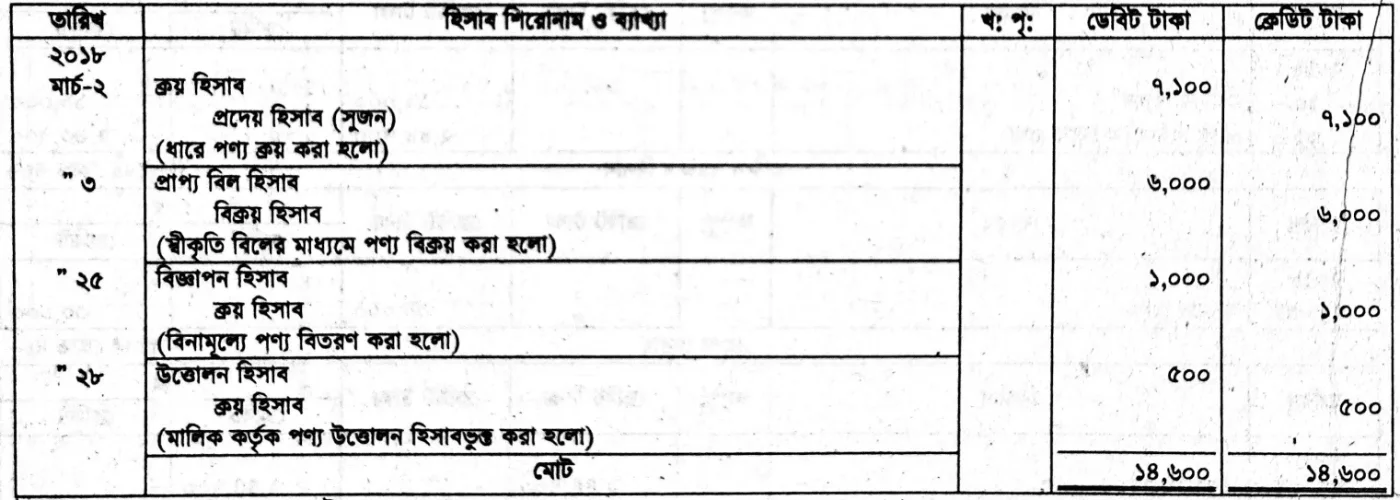 তারিখ হিসাব শিরোনাম ও ব্যাখ্যা খ: পৃ: ডেবিট টাকা ক্রেডিট টাকা
২০১৮
মার্চ-২ ক্রয় হিসাব ৭,১০০
প্রদেয় হিসাব (সুজন) ৭,১০০
(ধারে পণ্য ক্রয় করা হলো)
" ৩ প্রাপ্য বিল হিসাব ৬,০০০
বিক্রয় হিসাব ৬,০০০
(স্বীকৃতি বিলের মাধ্যমে পণ্য বিক্রয় করা হলো)
" ২৫ বিজ্ঞাপন হিসাব ১,০০০
ক্রয় হিসাব ১,০০০
(বিনামূল্যে পণ্য বিতরণ করা হলো)
" ২৮ উত্তোলন হিসাব ৫০০
ক্রয় হিসাব ৫০০
(মালিক কর্তৃক পণ্য উত্তোলন হিসাবভুক্ত করা হলো)
মোট ১৪,৬০০ ১৪,৬০০